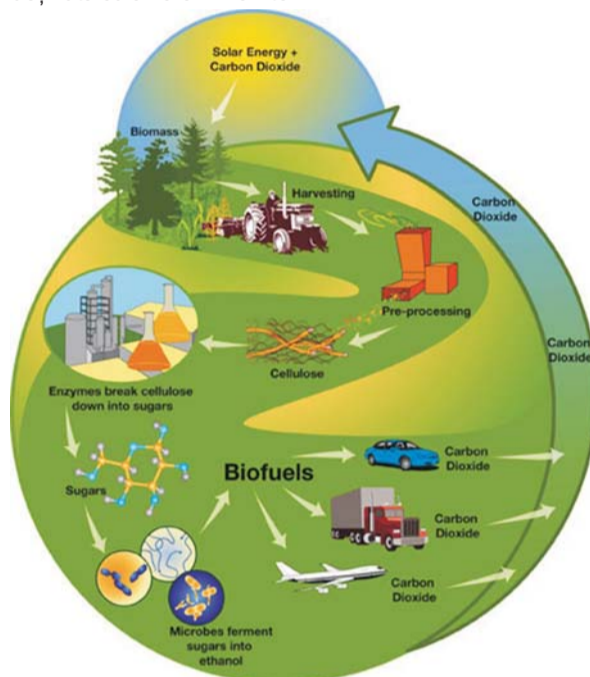 Solar Energy +
Carbon Dioxide
Biomass
Harvesting
Carbon
Dioxide
Pre-processing
Carbon
Dioxide
Cellulose
Enzymes break cellulose
down into sugars
Carbon
Dioxide
Biofuels
Sugars
Carbon
Dioxide
Carbon
Dioxide
Microbes ferment
sugars into
ethanol